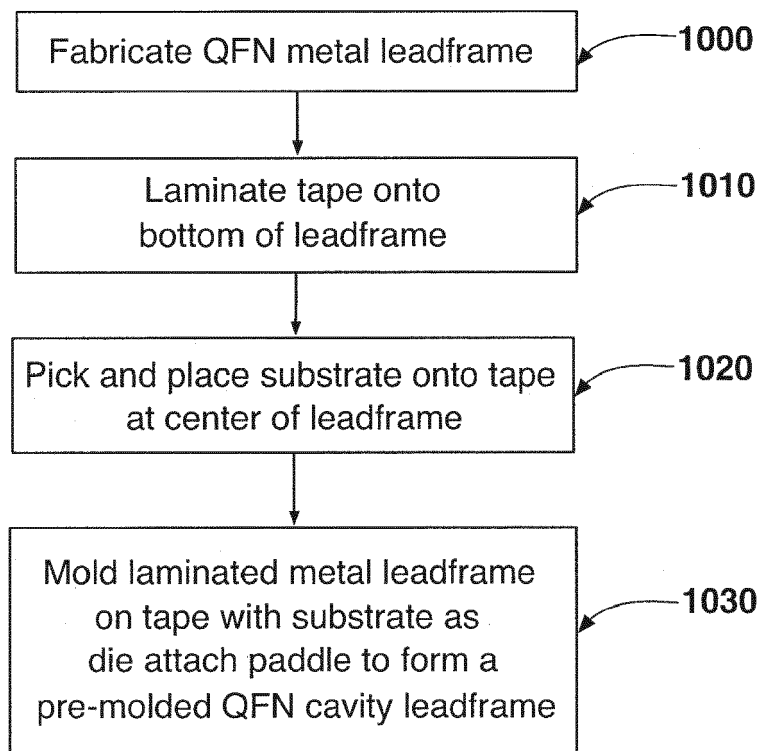 Fabricate QFN metal leadframe
1000
Laminate tape onto
bottom of leadframe
1010
Pick and place substrate onto tape
at center of leadframe
1020
Mold laminated metal leadframe
on tape with substrate as
die attach paddle to form a
pre-molded QFN cavity leadframe
1030